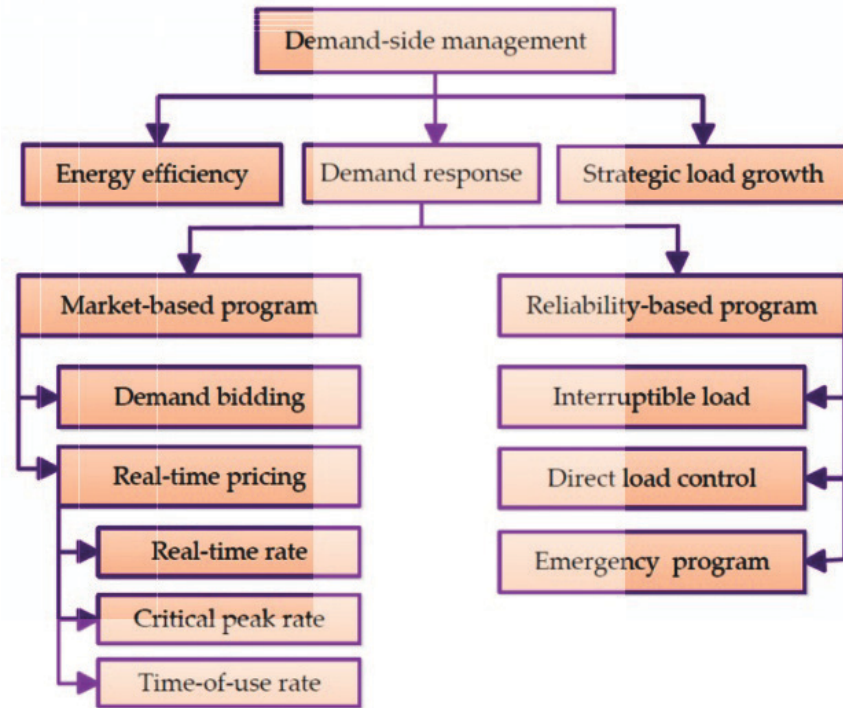 Demand-side management
Energy efficiency
Demand response
Strategic load growth
Market-based program
Reliability-based program
Demand bidding
Interruptible load
Real-time pricing
Direct load control
Real-time rate
Emergency program
Critical peak rate
Time-of-use rate